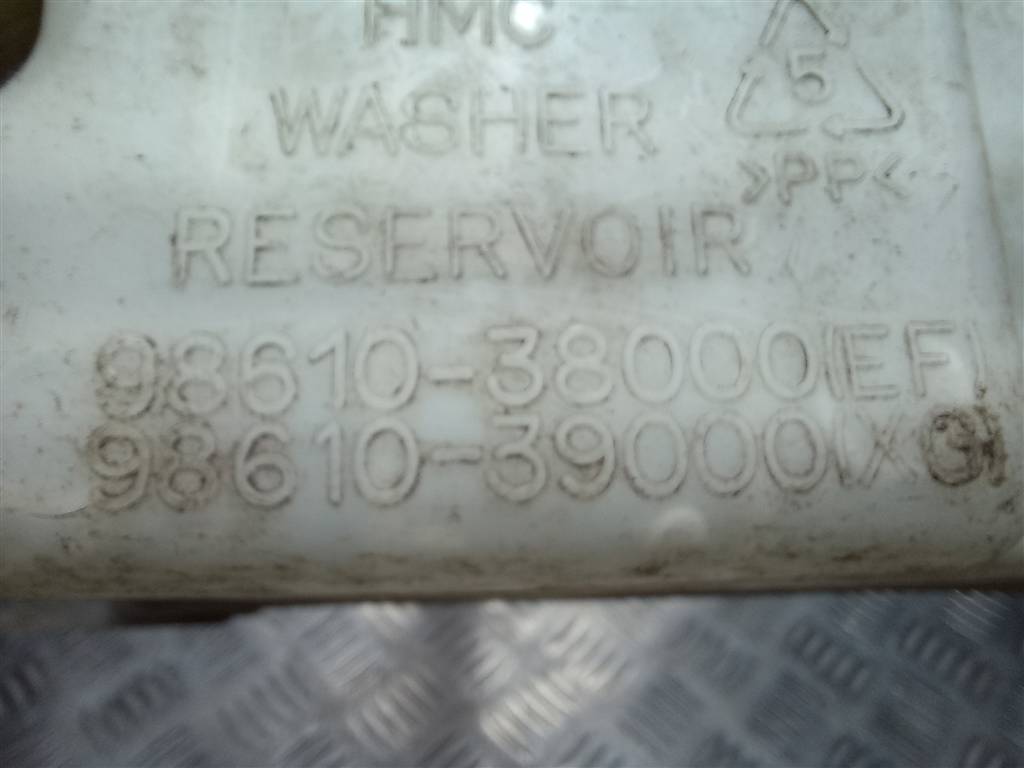 HMC
WASHER
RESERVOIR
5
>PP<
98610-38000(EF)
98610-39000(XG)